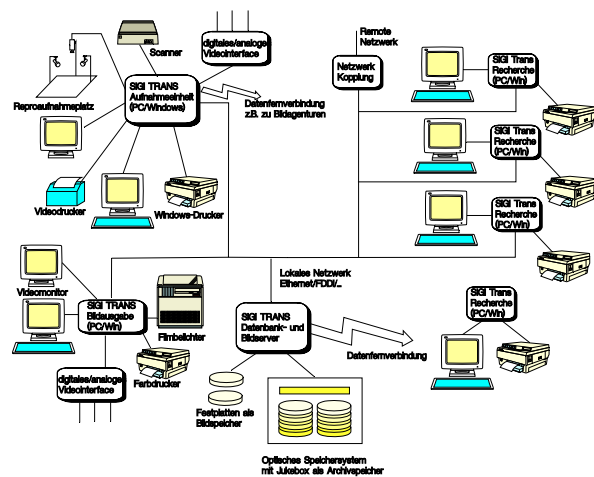 Scanner
digitales/analoges
Videointerface
Remote
Netzwerk
Netzwerk
Kopplung
SIGI Trans
Recherche
(PC/Win)
Reproaufnahmeplatz
SIGI TRANS
Aufnahmeeinheit
(PC/Windows)
Datenfernverbindung
z.B. zu Bildagenturen
SIGI Trans
Recherche
(PC/Win)
Videodrucker
Windows-Drucker
SIGI Trans
Recherche
(PC/Win)
Lokales Netzwerk
Ethernet/FDDI/...
Videomonitor
SIGI TRANS
Bildausgabe
(PC/Win)
Filmbelichter
SIGI TRANS
Datenbank- und
Bildserver
SIGI Trans
Recherche
(PC/Win)
Datenfernverbindung
digitales/analoges
Videointerface
Farbdrucker
Festplatten als
Bildspeicher
Optisches Speichersystem
mit Jukebox als Archivspeicher